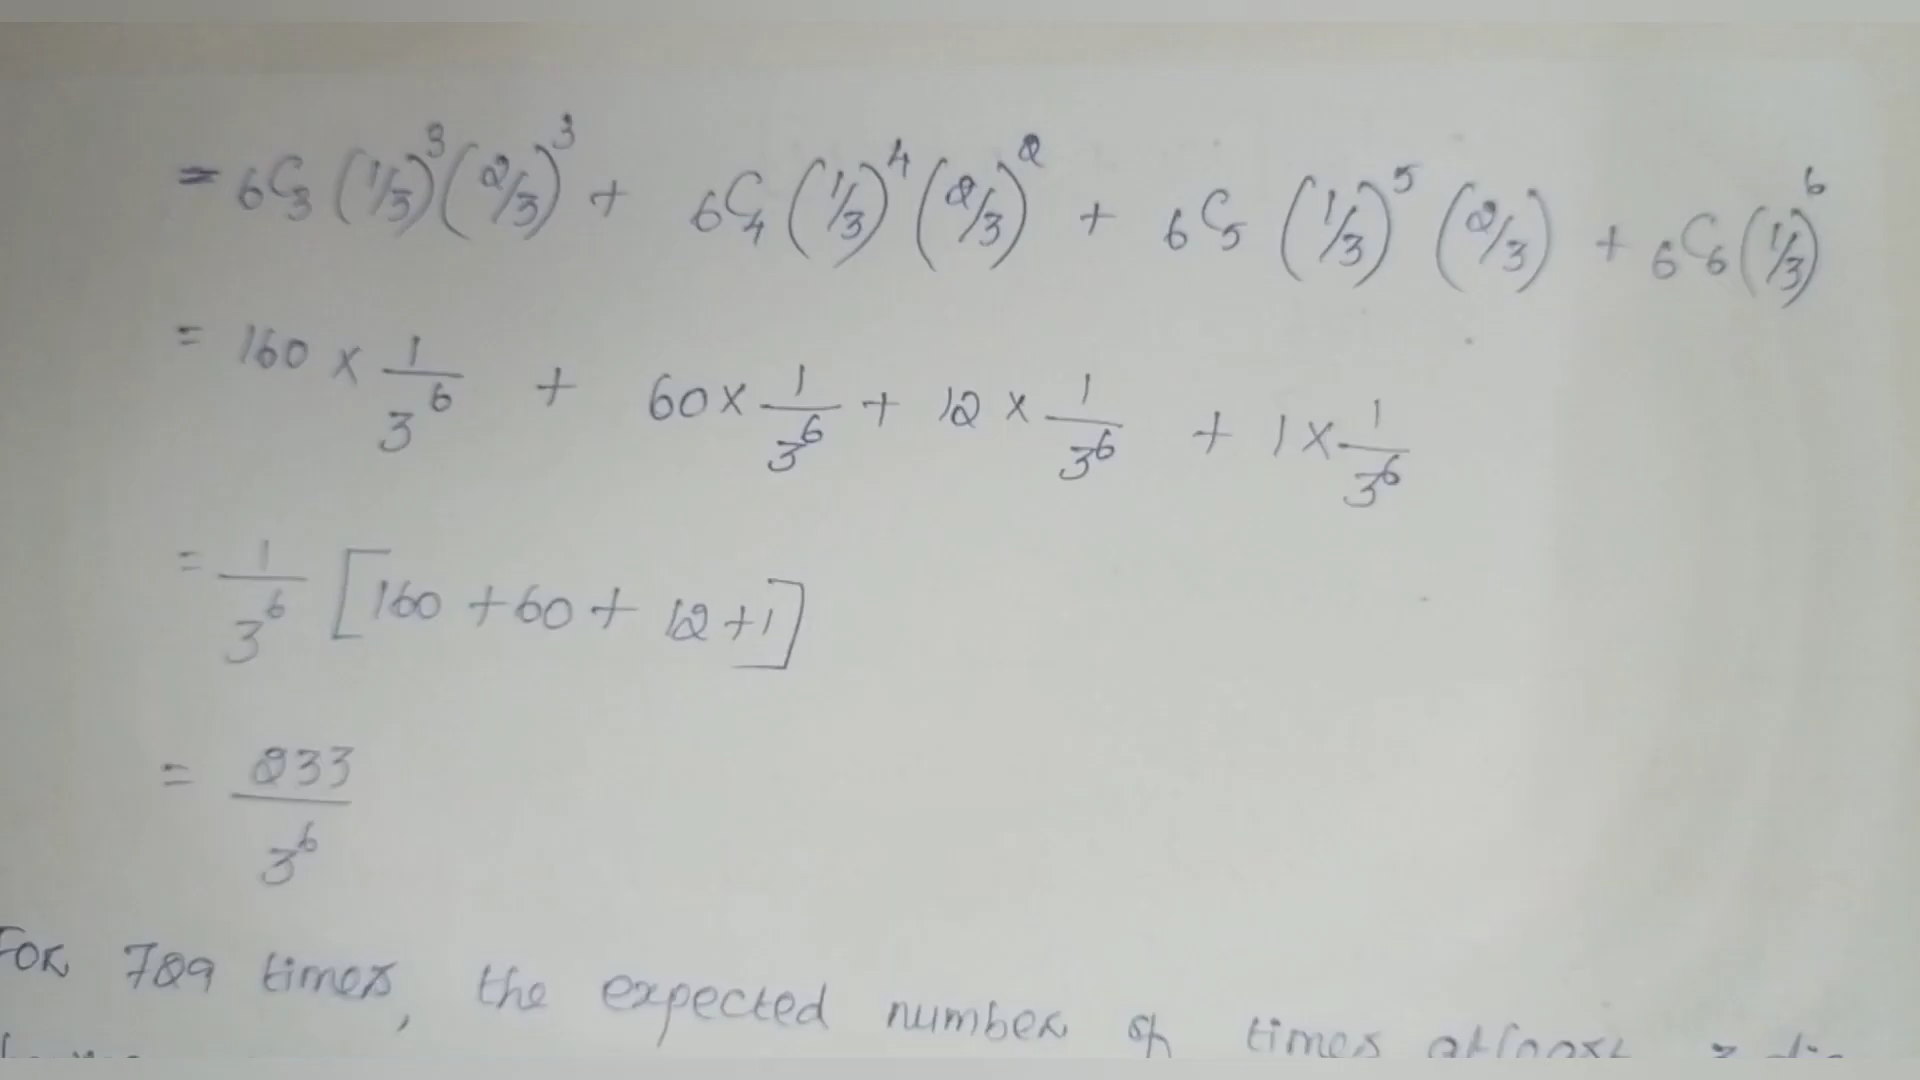 = 6C3 (1/3)^3 (2/3)^3 + 6C4 (1/3)^4 (2/3)^2 + 6C5 (1/3)^5 (2/3) + 6C6 (1/3)^6
= 160 × 1/3^6 + 60 × 1/3^6 + 12 × 1/3^6 + 1 × 1/3^6
= 1/3^6 [160 + 60 + 12 + 1]
= 233/3^6
For 729 times, the expected number of times atleast 3